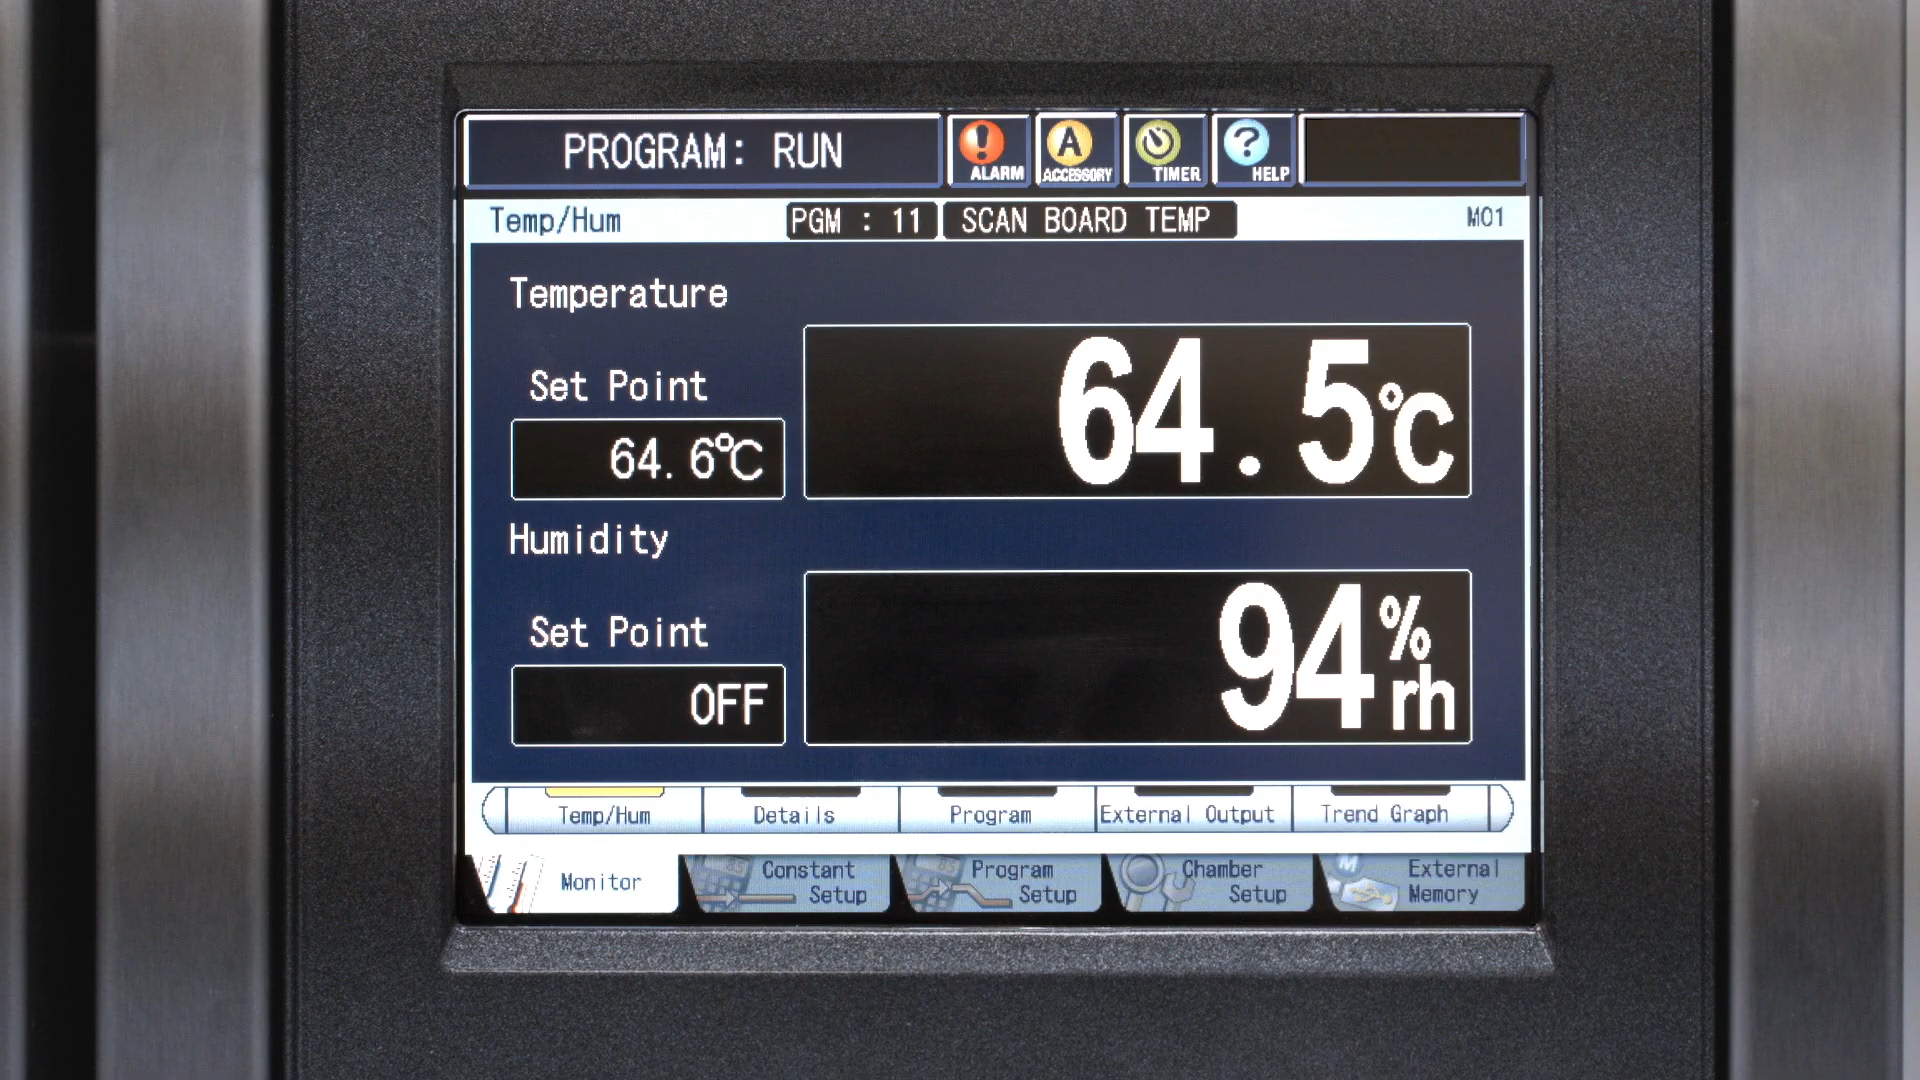 PROGRAM: RUN
! ALARM
A ACCESSORY
TIMER
? HELP
Temp/Hum PGM : 11 SCAN BOARD TEMP M01
Temperature
Set Point
64.6℃
64.5℃
Humidity
Set Point
OFF
94%rh
Temp/Hum Details Program External Output Trend Graph
Monitor
Constant
Setup
Program
Setup
Chamber
Setup
M
External
Memory